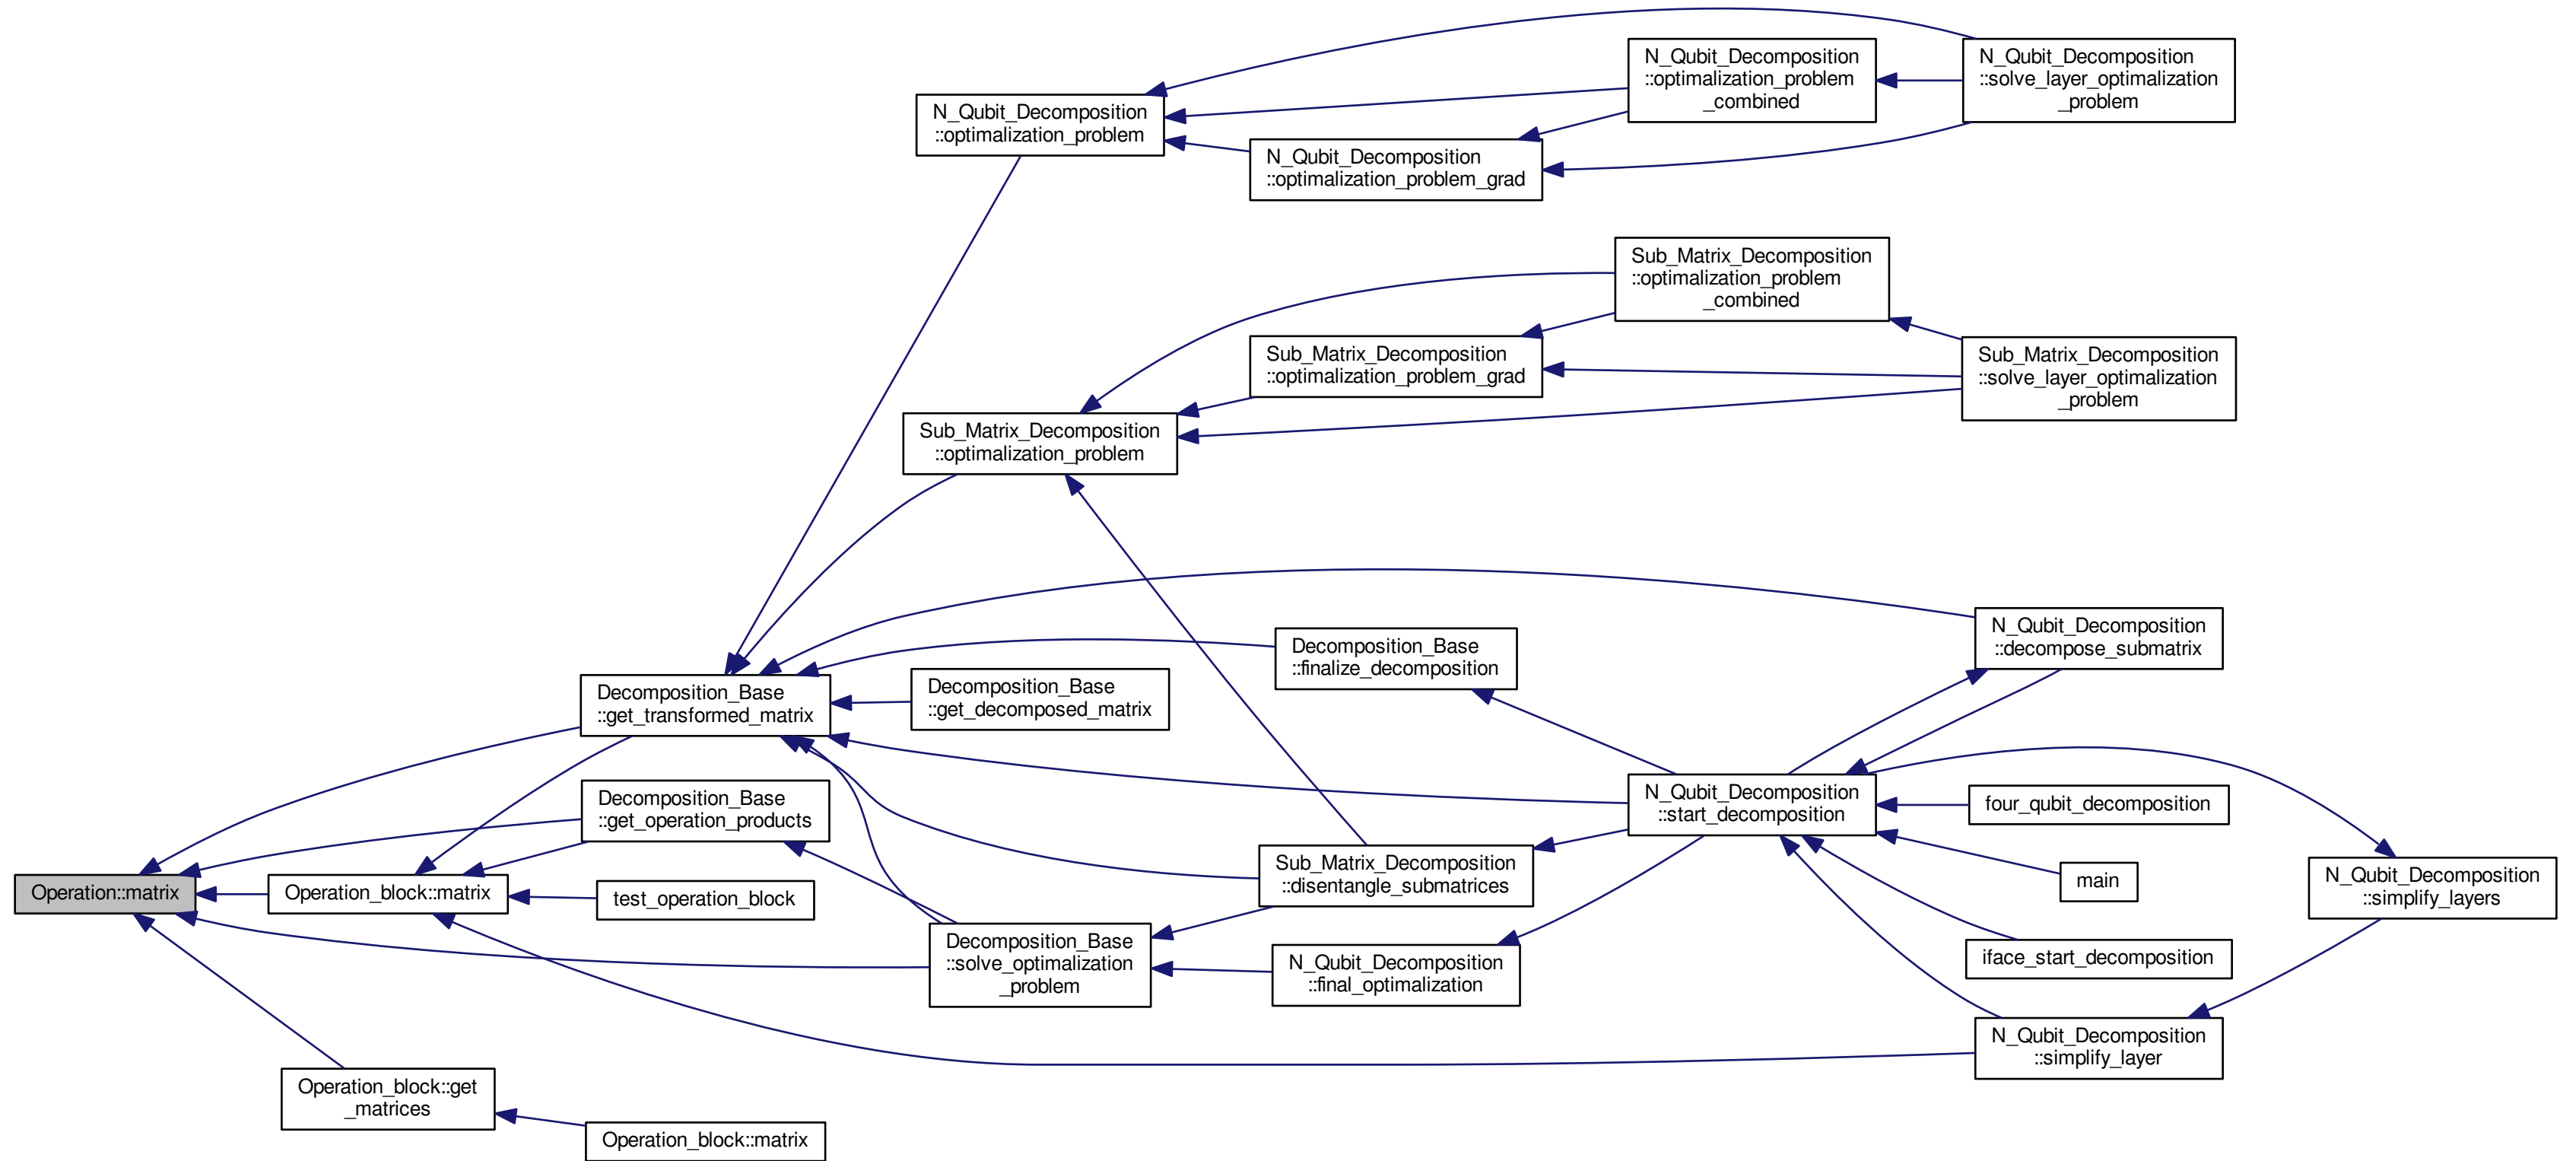 N_Qubit_Decomposition
::optimalization_problem
N_Qubit_Decomposition
::optimalization_problem
_combined
N_Qubit_Decomposition
::solve_layer_optimalization
_problem
N_Qubit_Decomposition
::optimalization_problem_grad
Sub_Matrix_Decomposition
::optimalization_problem
_combined
Sub_Matrix_Decomposition
::optimalization_problem_grad
Sub_Matrix_Decomposition
::solve_layer_optimalization
_problem
Sub_Matrix_Decomposition
::optimalization_problem
N_Qubit_Decomposition
::decompose_submatrix
Decomposition_Base
::finalize_decomposition
Decomposition_Base
::get_transformed_matrix
Decomposition_Base
::get_decomposed_matrix
Decomposition_Base
::get_operation_products
N_Qubit_Decomposition
::start_decomposition
four_qubit_decomposition
Operation::matrix
Operation_block::matrix
test_operation_block
Sub_Matrix_Decomposition
::disentangle_submatrices
main
N_Qubit_Decomposition
::simplify_layers
Decomposition_Base
::solve_optimalization
_problem
N_Qubit_Decomposition
::final_optimalization
iface_start_decomposition
N_Qubit_Decomposition
::simplify_layer
Operation_block::get
_matrices
Operation_block::matrix